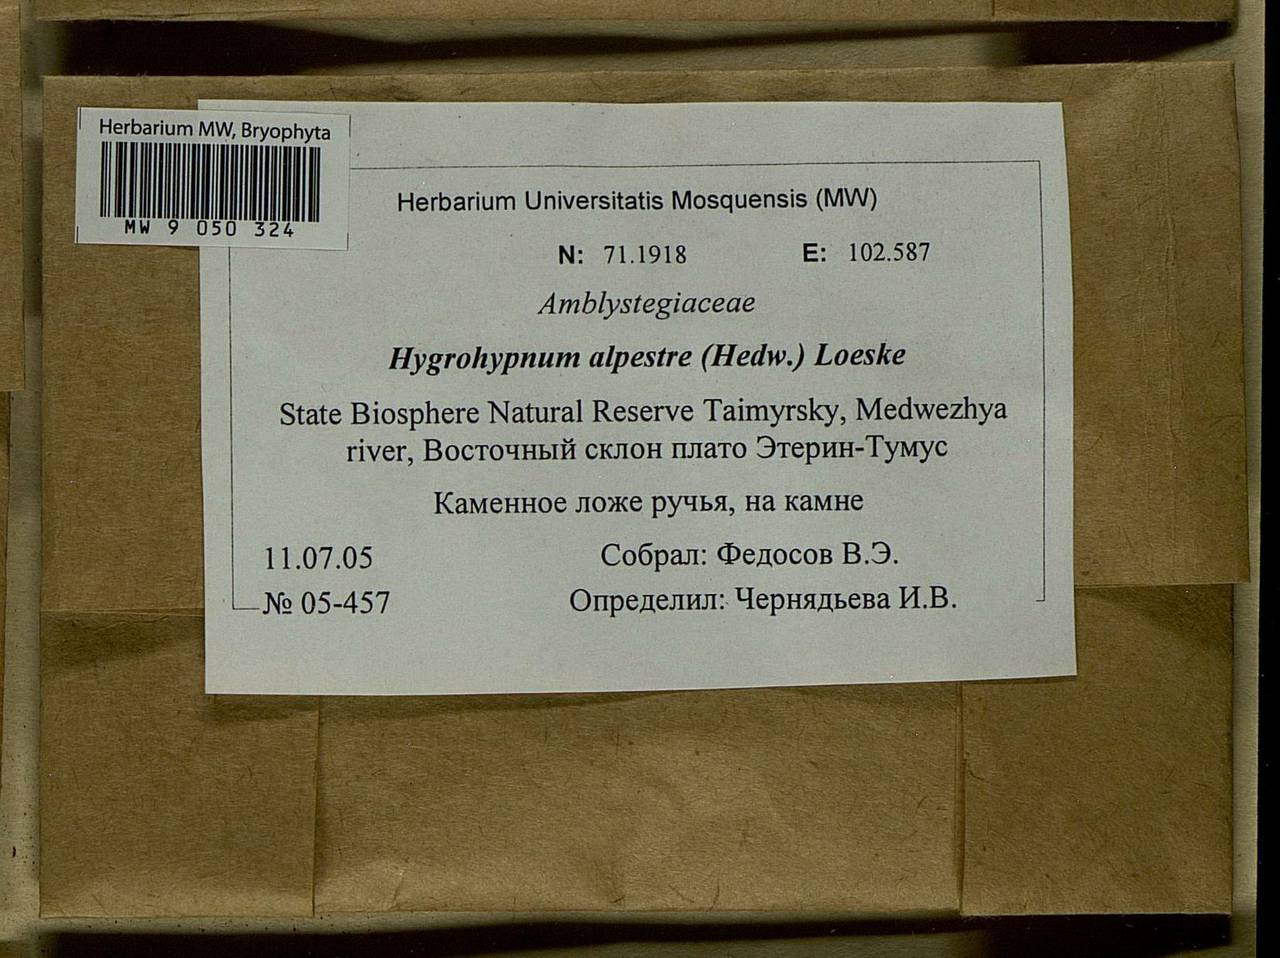 Herbarium MW, Bryophyta
MW 9 050 324
Herbarium Universitatis Mosquensis (MW)
N: 71.1918 E: 102.587
Amblystegiaceae
Hygrohypnum alpestre (Hedw.) Loeske
State Biosphere Natural Reserve Taimyrsky, Medwezhya
river, Восточный склон плато Этерин-Тумус
Каменное ложе ручья, на камне
11.07.05 Собрал: Федосов В.Э.
№ 05-457 Определил: Чернядьева И.В.